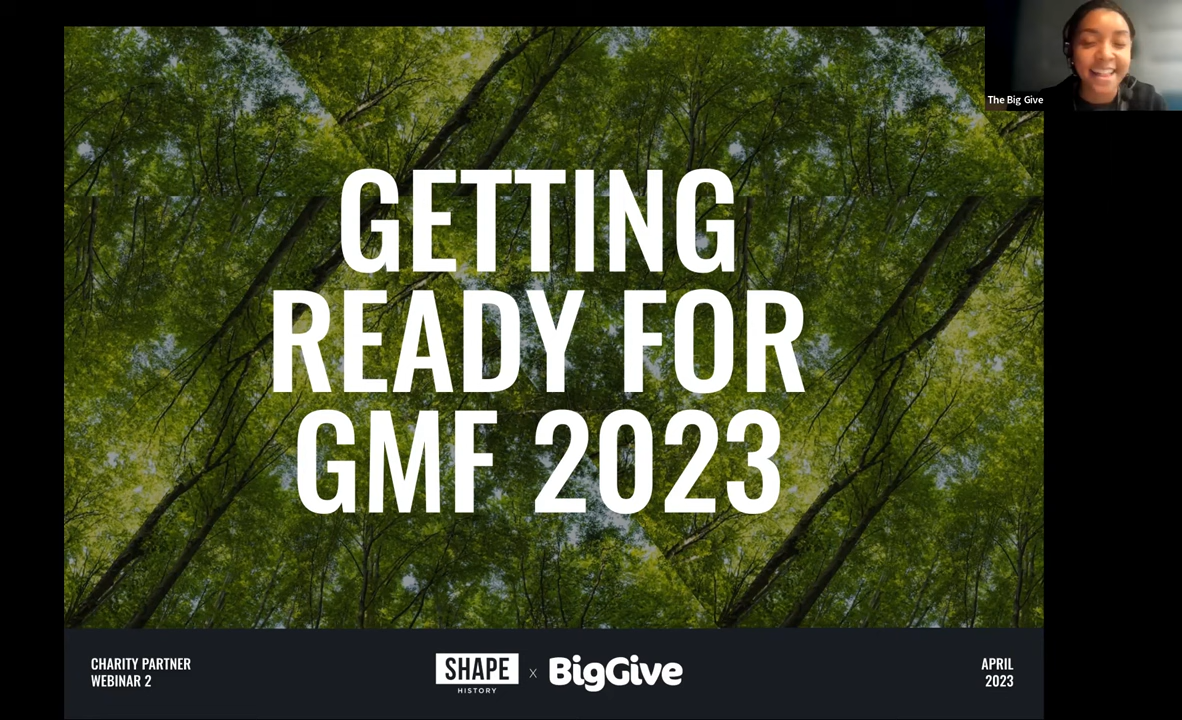 The Big Give
GETTING
READY FOR
GMF 2023
CHARITY PARTNER
WEBINAR 2
SHAPE
HISTORY
X
BigGive
APRIL
2023